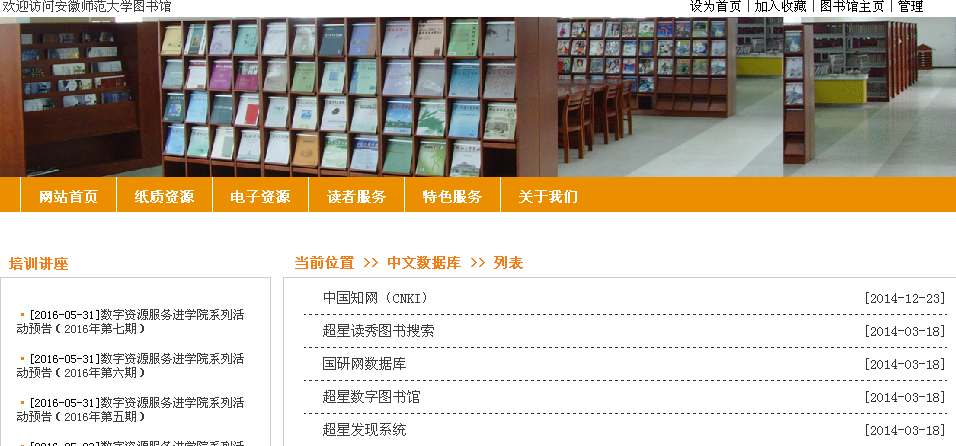 欢迎访问安徽师范大学图书馆
设为首页 | 加入收藏 | 图书馆主页 | 管理
网站首页 纸质资源 电子资源 读者服务 特色服务 关于我们
培训讲座
[2016-05-31]数字资源服务进学院系列活
动预告（2016年第七期）
[2016-05-31]数字资源服务进学院系列活
动预告（2016年第六期）
[2016-05-31]数字资源服务进学院系列活
动预告（2016年第五期）
当前位置 >> 中文数据库 >> 列表
中国知网（CNKI） [2014-12-23]
超星读秀图书搜索 [2014-03-18]
国研网数据库 [2014-03-18]
超星数字图书馆 [2014-03-18]
超星发现系统 [2014-03-18]